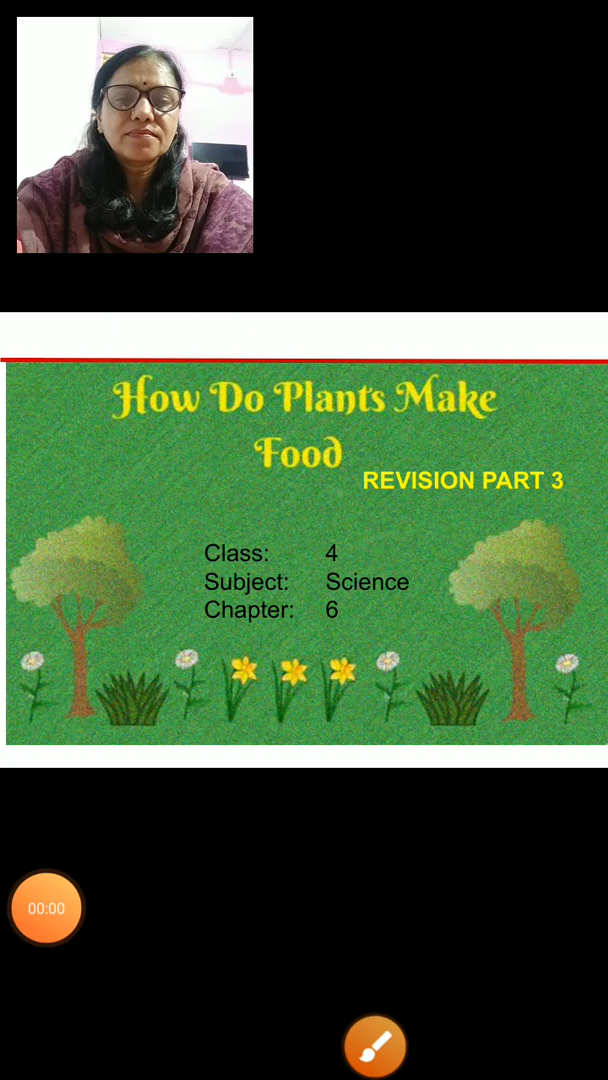 How Do Plants Make
Food
REVISION PART 3
Class: 4
Subject: Science
Chapter: 6
00:00